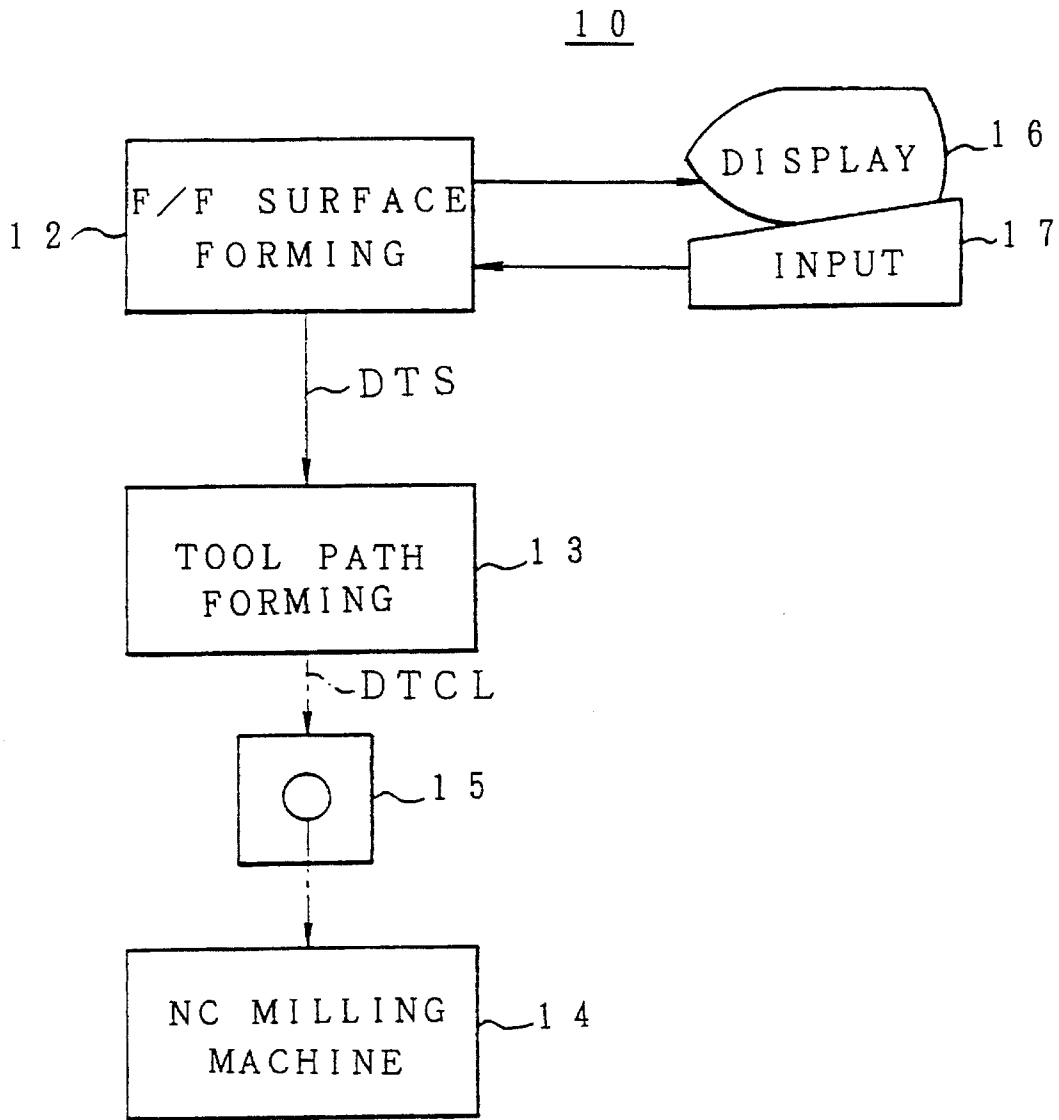 10
DISPLAY
16
F/F SURFACE
FORMING
12
INPUT
17
DTS
TOOL PATH
FORMING
13
DTCL
15
NC MILLING
MACHINE
14